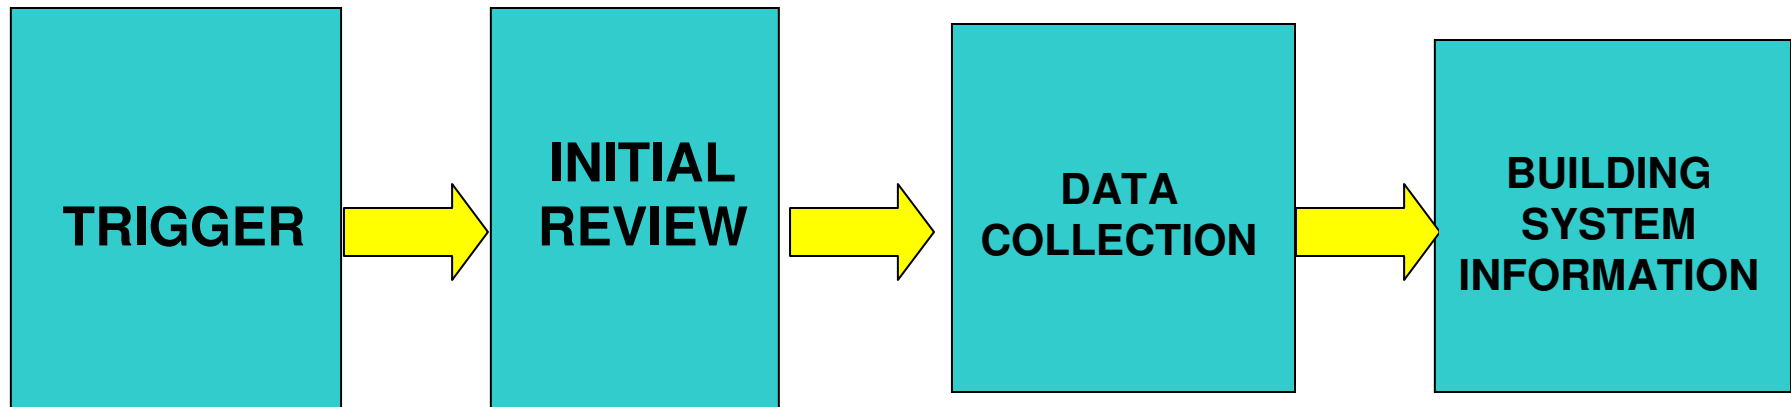 TRIGGER
INITIAL
REVIEW
DATA
COLLECTION
BUILDING
SYSTEM
INFORMATION